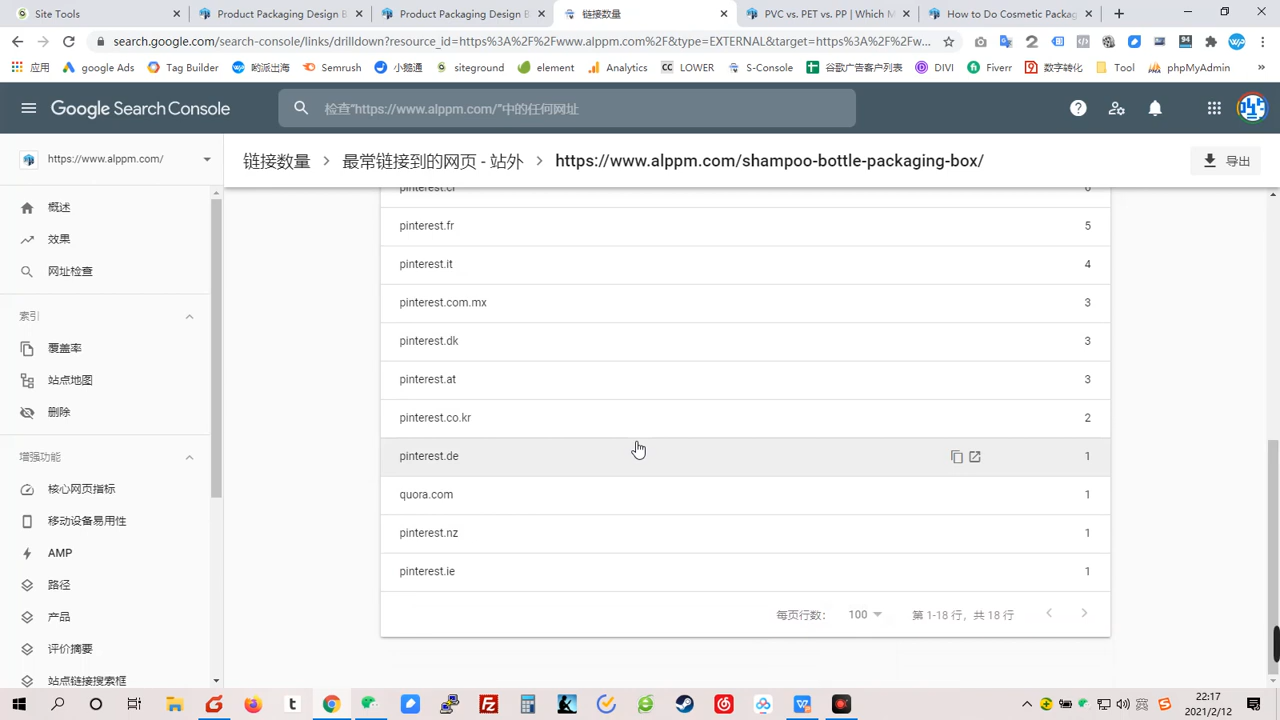 Site Tools
Product Packaging Design B
Product Packaging Design B
链接数量
PVC vs. PET vs. PP | Which M
How to Do Cosmetic Packag
search.google.com/search-console/links/drilldown?resource_id=https%3A%2F%2Fwww.alppm.com%2F&type=EXTERNAL&target=https%3A%2F%2Fw...
94
应用
google Ads
Tag Builder
Semrush
siteground
element
Analytics
CC LOWER
S-Console
谷歌广告客户列表
DIVI
Fiverr
数字转化
Tool
phpMyAdmin
Google Search Console
检查"https://www.alppm.com/"中的任何网址
https://www.alppm.com/
链接数量 > 最常链接到的网页 - 站外 > https://www.alppm.com/shampoo-bottle-packaging-box/
导出
概述
效果
网址检查
索引
覆盖率
站点地图
删除
增强功能
核心网页指标
移动设备易用性
AMP
路径
产品
评价摘要
站点链接搜索框
pinterest.fr 5
pinterest.it 4
pinterest.com.mx 3
pinterest.dk 3
pinterest.at 3
pinterest.co.kr 2
pinterest.de 1
quora.com 1
pinterest.nz 1
pinterest.ie 1
每页行数: 100 第 1-18 行，共 18 行
22:17
2021/2/12